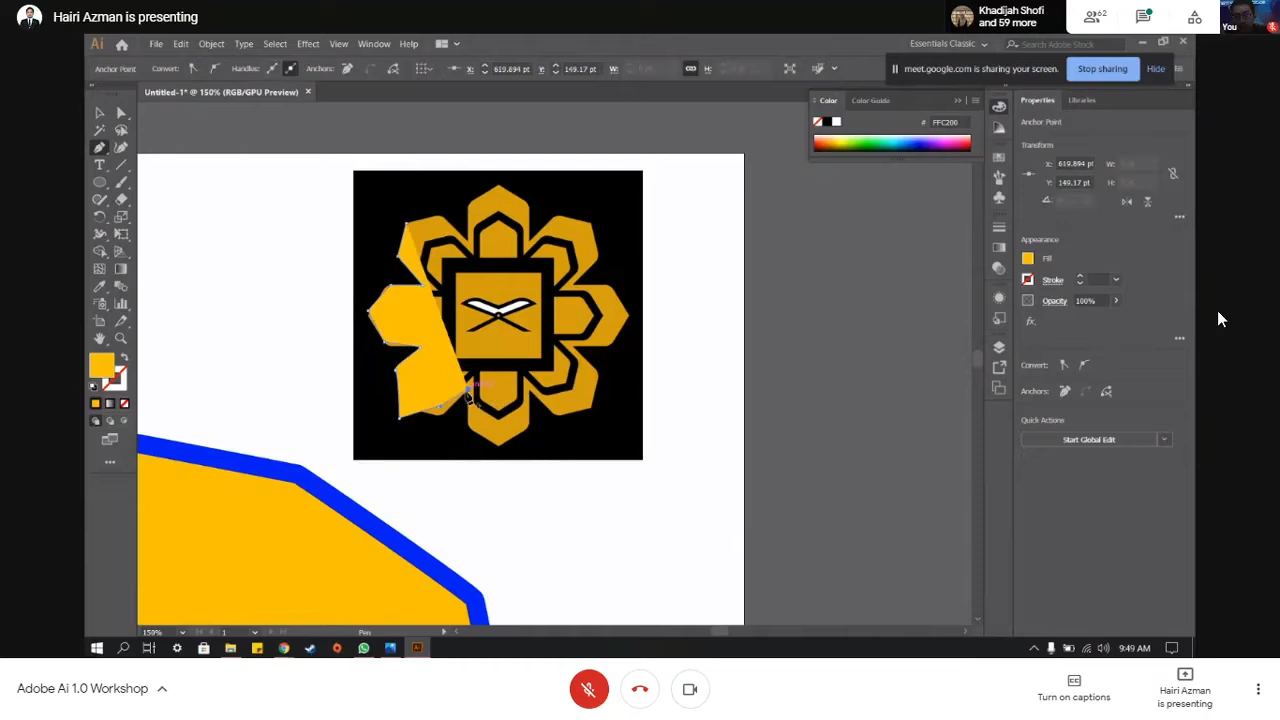 Hairi Azman is presenting
Khadijah Shofi
and 59 more
62
You
Ai File Edit Object Type Select Effect View Window Help
Essentials Classic
Search Adobe Stock
Anchor Point Convert: Handles: Anchors: X: 619.894 pt Y: 149.17 pt W: H:
meet.google.com is sharing your screen. Stop sharing Hide
Untitled-1* @ 150% (RGB/GPU Preview) ×
Color Color Guide
# FFC200
Properties Libraries
Anchor Point
Transform
X: 619.894 pt W:
Y: 149.17 pt H:
Appearance
Fill
Stroke
Opacity 100%
fx
Convert:
Anchors:
Quick Actions
Start Global Edit
150% 1 Pen
9:49 AM
Adobe Ai 1.0 Workshop
Turn on captions
Hairi Azman
is presenting